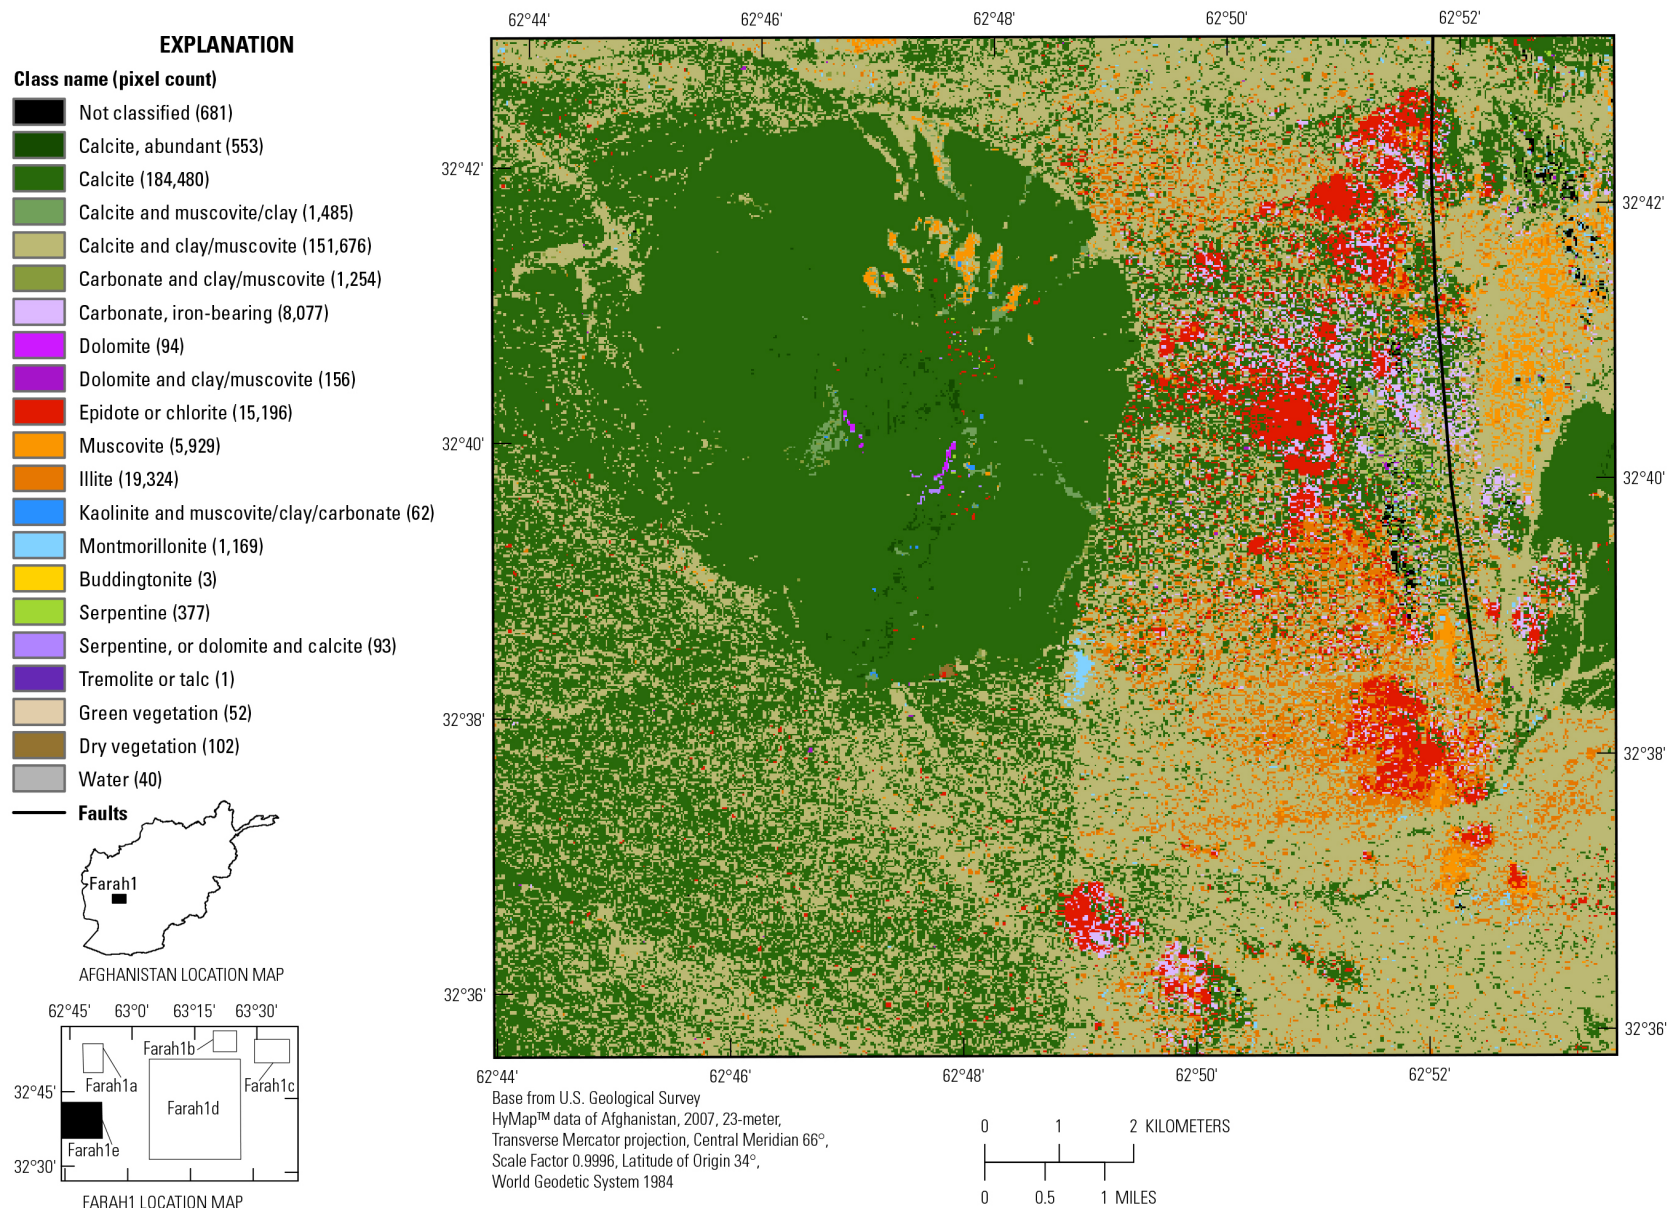 EXPLANATION
Class name (pixel count)
Not classified (681)
Calcite, abundant (553)
Calcite (184,480)
Calcite and muscovite/clay (1,485)
Calcite and clay/muscovite (151,676)
Carbonate and clay/muscovite (1,254)
Carbonate, iron-bearing (8,077)
Dolomite (94)
Dolomite and clay/muscovite (156)
Epidote or chlorite (15,196)
Muscovite (5,929)
Illite (19,324)
Kaolinite and muscovite/clay/carbonate (62)
Montmorillonite (1,169)
Buddingtonite (3)
Serpentine (377)
Serpentine, or dolomite and calcite (93)
Tremolite or talc (1)
Green vegetation (52)
Dry vegetation (102)
Water (40)
Faults
Farah1
AFGHANISTAN LOCATION MAP
62°45' 63°0' 63°15' 63°30'
Farah1b
Farah1a
Farah1c
32°45'
Farah1d
Farah1e
32°30'
FARAH1 LOCATION MAP
62°44' 62°46' 62°48' 62°50' 62°52'
32°42'
32°42'
32°40'
32°40'
32°38'
32°38'
32°36'
32°36'
62°44' 62°46' 62°48' 62°50' 62°52'
Base from U.S. Geological Survey
HyMap™ data of Afghanistan, 2007, 23-meter,
Transverse Mercator projection, Central Meridian 66°,
Scale Factor 0.9996, Latitude of Origin 34°,
World Geodetic System 1984
0 1 2 KILOMETERS
0 0.5 1 MILES